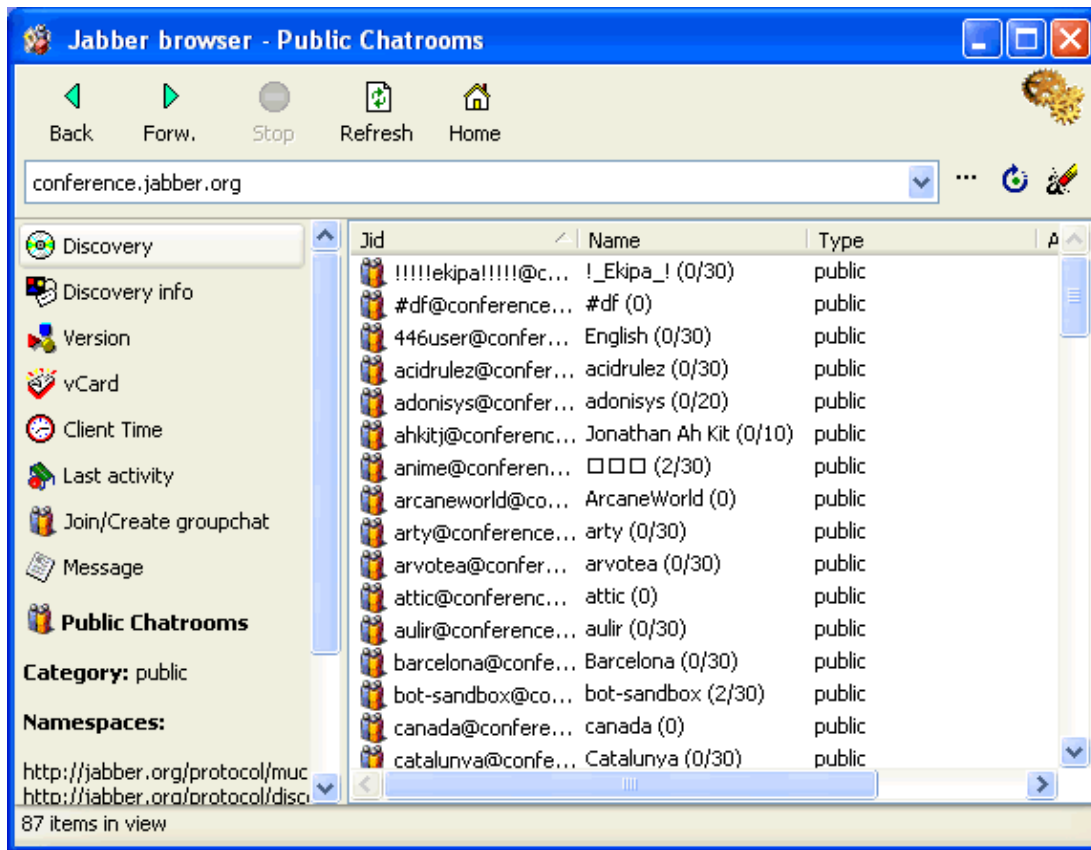 Jabber browser - Public Chatrooms
Back Forw. Stop Refresh Home
conference.jabber.org ...
Discovery
Discovery info
Version
vCard
Client Time
Last activity
Join/Create groupchat
Message
Public Chatrooms
Category: public
Namespaces:
http://jabber.org/protocol/muc
http://jabber.org/protocol/disc
Jid Name Type A
!!!!!ekipa!!!!!@c... !_Ekipa_! (0/30) public
#df@conference... #df (0) public
446user@confer... English (0/30) public
acidrulez@confer... acidrulez (0/30) public
adonisys@confer... adonisys (0/20) public
ahkitj@conferenc... Jonathan Ah Kit (0/10) public
anime@conferen... □□□ (2/30) public
arcaneworld@co... ArcaneWorld (0) public
arty@conference... arty (0/30) public
arvotea@confer... arvotea (0/30) public
attic@conferenc... attic (0) public
aulir@conference... aulir (0/30) public
barcelona@confe... Barcelona (0/30) public
bot-sandbox@co... bot-sandbox (2/30) public
canada@confere... canada (0) public
catalunya@confe... Catalunya (0/30) public
87 items in view